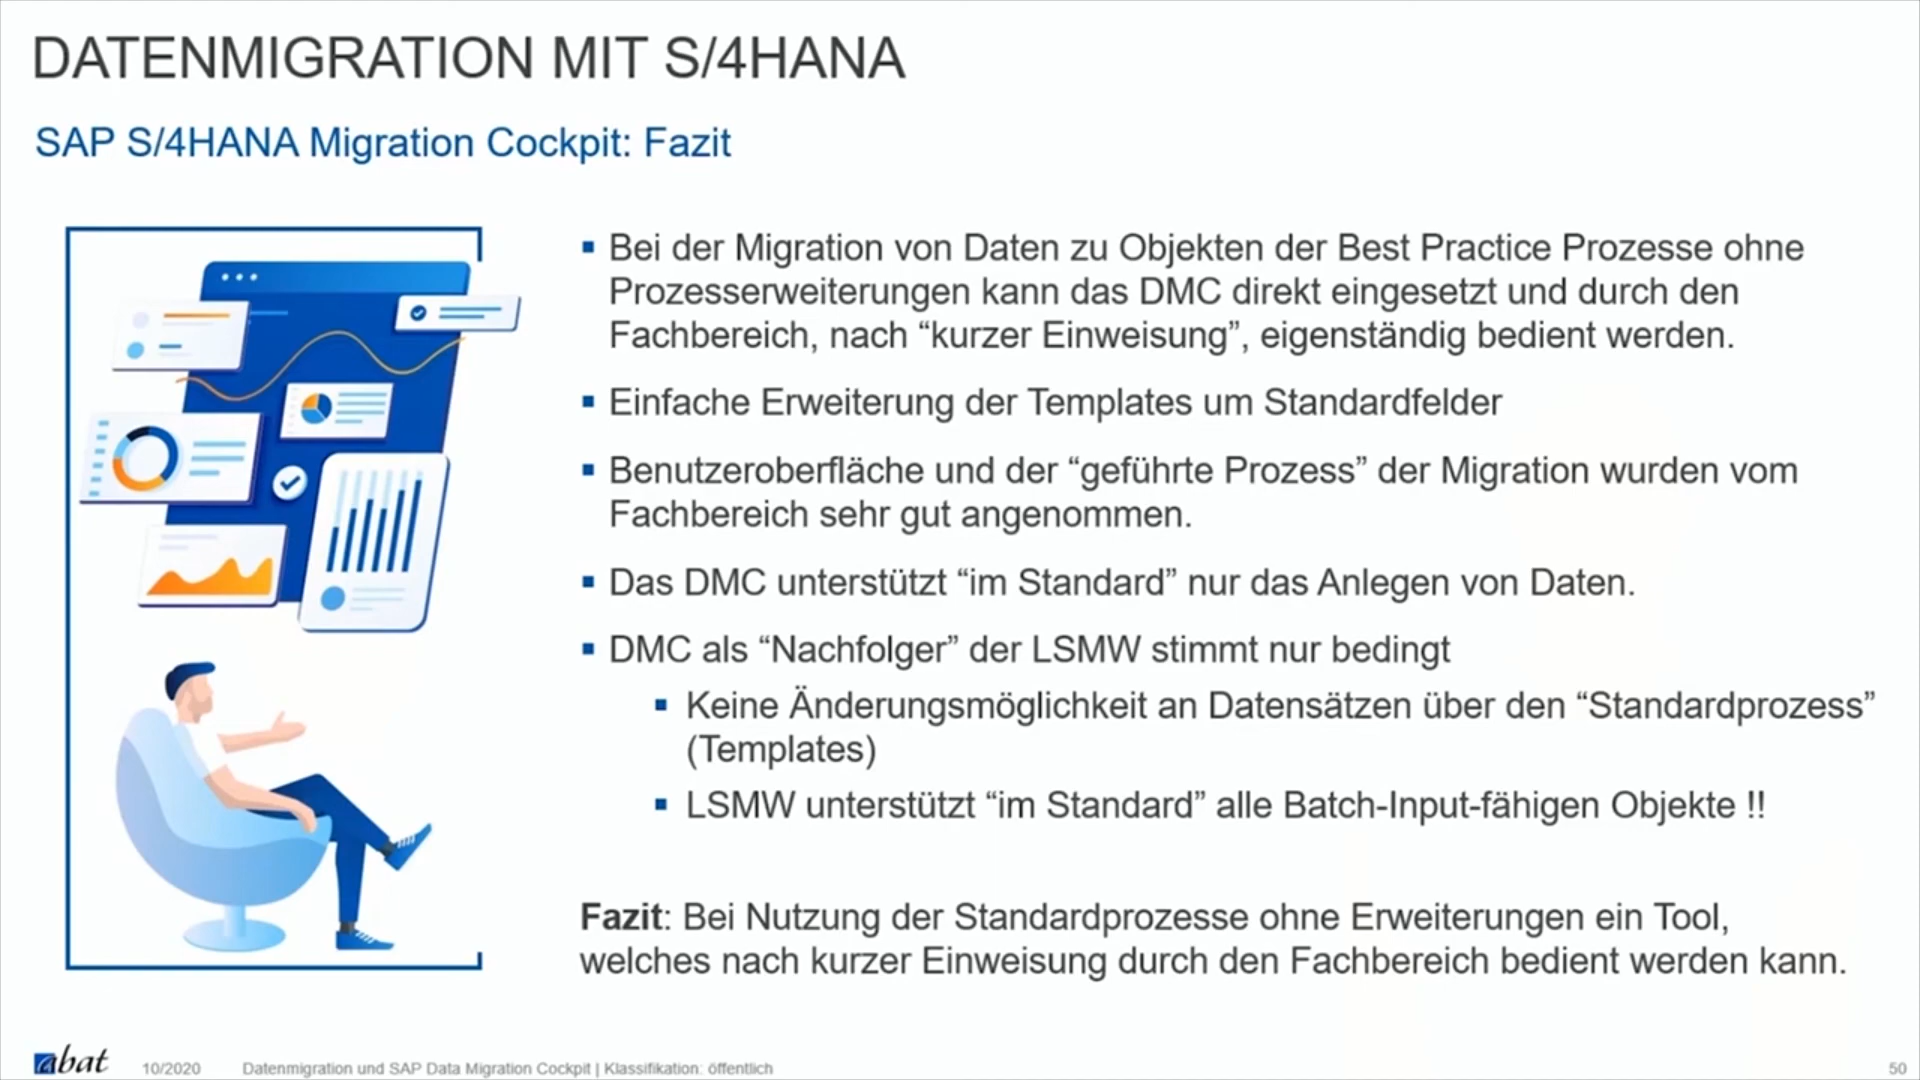 DATENMIGRATION MIT S/4HANA
SAP S/4HANA Migration Cockpit: Fazit
▪ Bei der Migration von Daten zu Objekten der Best Practice Prozesse ohne
Prozesserweiterungen kann das DMC direkt eingesetzt und durch den
Fachbereich, nach “kurzer Einweisung”, eigenständig bedient werden.
▪ Einfache Erweiterung der Templates um Standardfelder
▪ Benutzeroberfläche und der “geführte Prozess” der Migration wurden vom
Fachbereich sehr gut angenommen.
▪ Das DMC unterstützt “im Standard” nur das Anlegen von Daten.
▪ DMC als “Nachfolger” der LSMW stimmt nur bedingt
▪ Keine Änderungsmöglichkeit an Datensätzen über den “Standardprozess”
(Templates)
▪ LSMW unterstützt “im Standard” alle Batch-Input-fähigen Objekte !!
Fazit: Bei Nutzung der Standardprozesse ohne Erweiterungen ein Tool,
welches nach kurzer Einweisung durch den Fachbereich bedient werden kann.
abat 10/2020 Datenmigration und SAP Data Migration Cockpit | Klassifikation: öffentlich 50